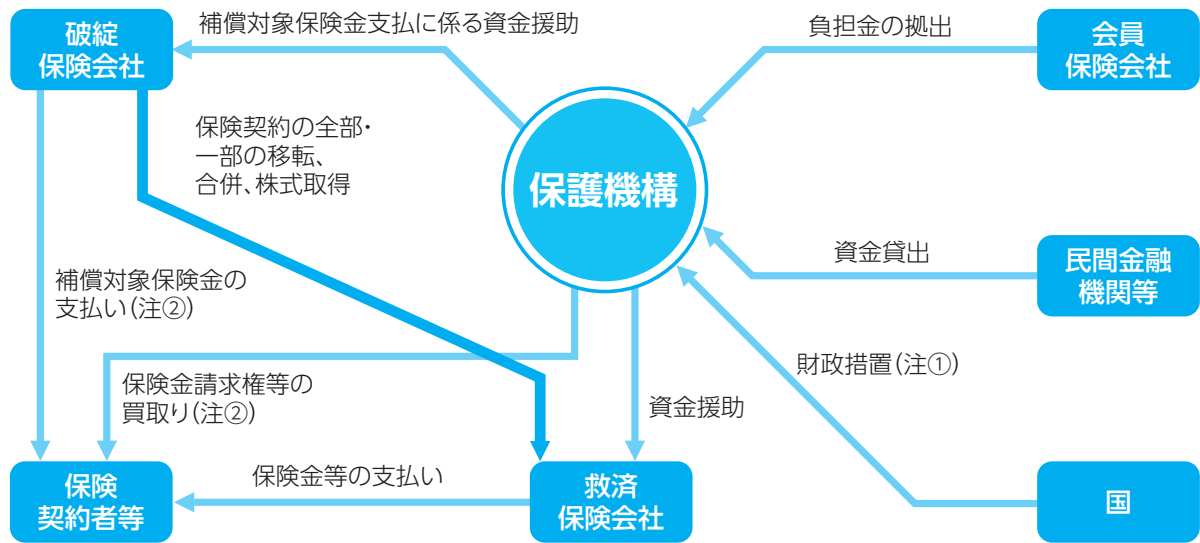 破綻
保険会社
補償対象保険金支払に係る資金援助
負担金の拠出
会員
保険会社
保険契約の全部・
一部の移転、
合併、株式取得
保護機構
補償対象保険金の
支払い(注②)
資金貸出
民間金融
機関等
財政措置(注①)
保険金請求権等の
買取り(注②)
資金援助
保険
契約者等
保険金等の支払い
救済
保険会社
国